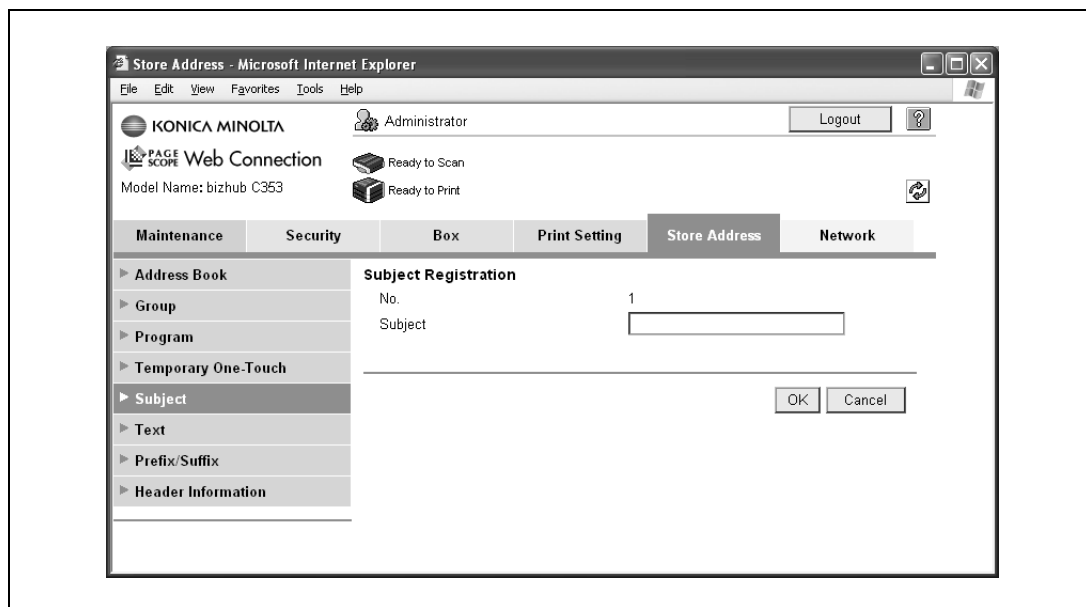 Store Address - Microsoft Internet Explorer
File Edit View Favorites Tools Help
KONICA MINOLTA
Administrator
Logout
?
PAGE SCOPE Web Connection
Ready to Scan
Model Name: bizhub C353
Ready to Print
Maintenance Security Box Print Setting Store Address Network
Address Book
Group
Program
Temporary One-Touch
Subject
Text
Prefix/Suffix
Header Information
Subject Registration
No. 1
Subject
OK Cancel